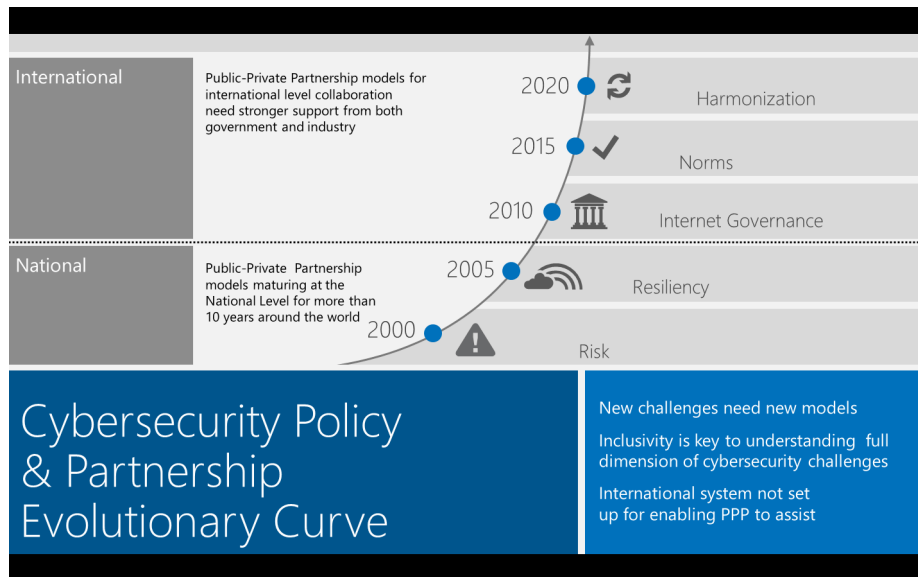 International
Public-Private Partnership models for
international level collaboration
need stronger support from both
government and industry
2020
Harmonization
2015
Norms
2010
Internet Governance
National
Public-Private Partnership
models maturing at the
National Level for more than
10 years around the world
2005
Resiliency
2000
Risk
Cybersecurity Policy
& Partnership
Evolutionary Curve
New challenges need new models
Inclusivity is key to understanding full
dimension of cybersecurity challenges
International system not set
up for enabling PPP to assist